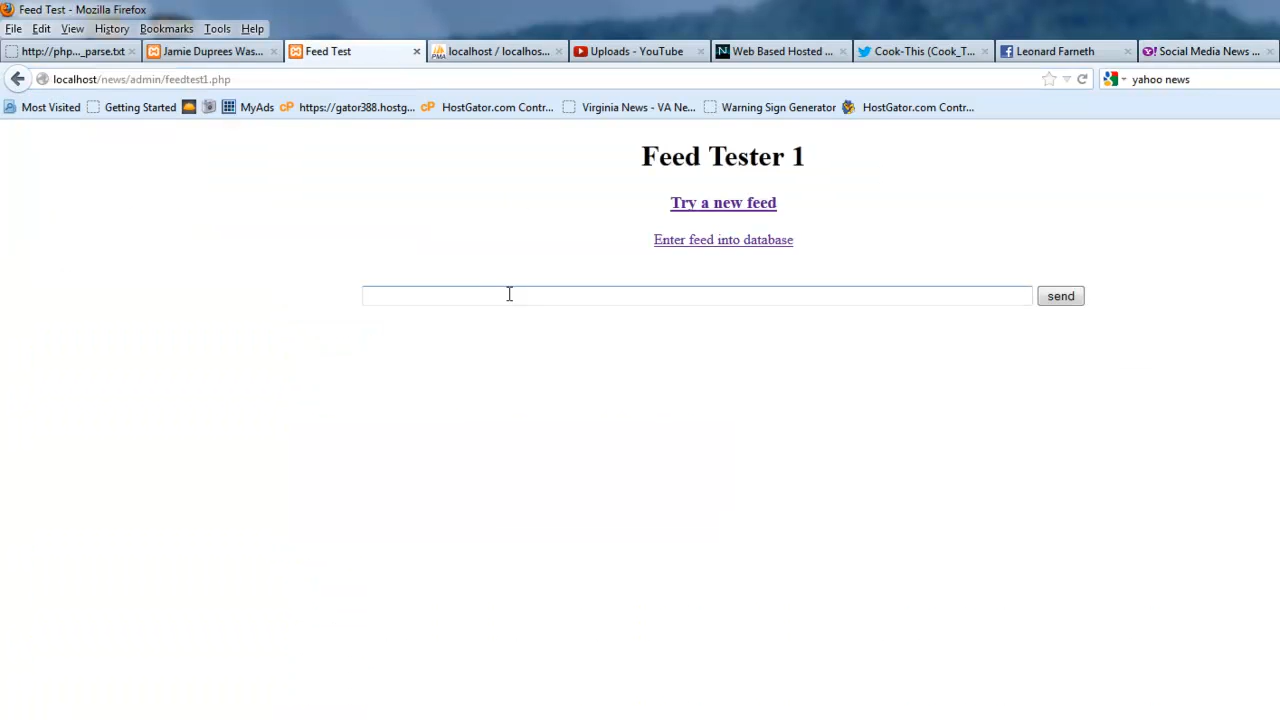 Feed Test - Mozilla Firefox
File Edit View History Bookmarks Tools Help
http://php..._parse.txt × Jamie Duprees Was... × Feed Test × localhost / localhos... × Uploads - YouTube × Web Based Hosted ... × Cook-This (Cook_T... × Leonard Farneth × Social Media News ... ×
localhost/news/admin/feedtest1.php yahoo news
Most Visited Getting Started MyAds https://gator388.hostg... HostGator.com Contr... Virginia News - VA Ne... Warning Sign Generator HostGator.com Contr...
Feed Tester 1
Try a new feed
Enter feed into database
send